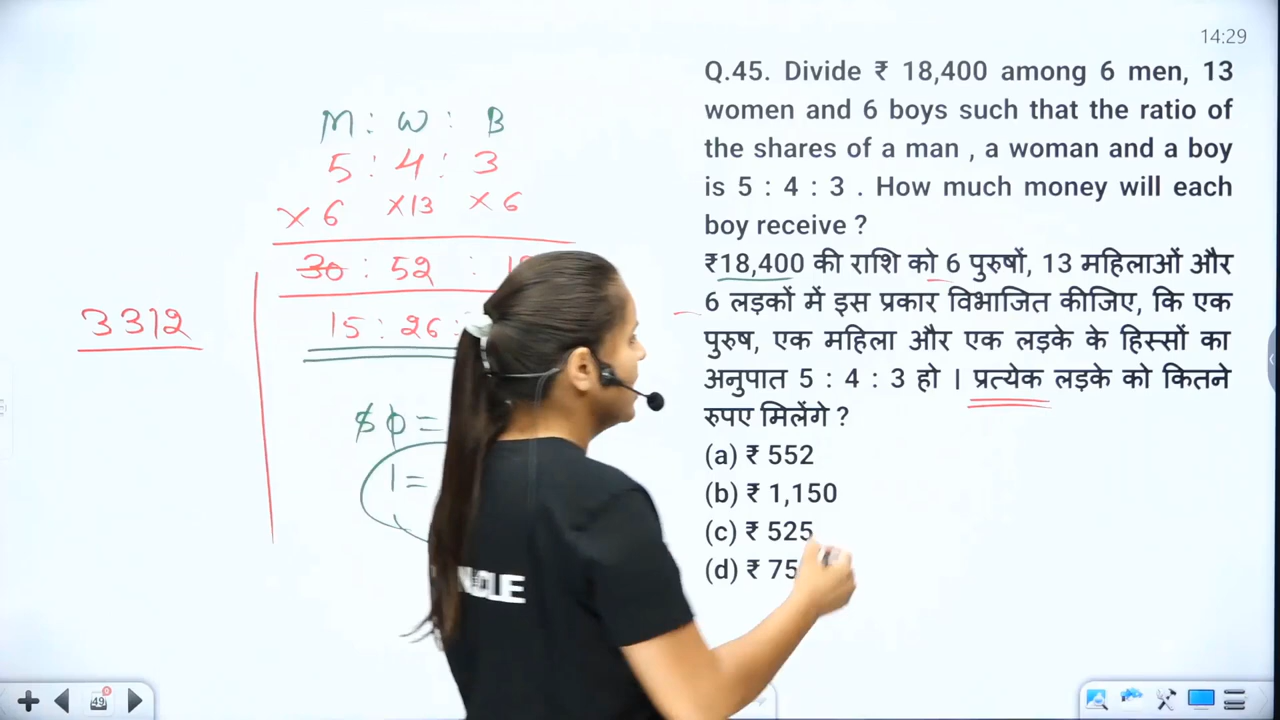 14:29
Q.45. Divide ₹ 18,400 among 6 men, 13
women and 6 boys such that the ratio of
the shares of a man , a woman and a boy
is 5 : 4 : 3 . How much money will each
boy receive ?
₹18,400 की राशि को 6 पुरुषों, 13 महिलाओं और
6 लड़कों में इस प्रकार विभाजित कीजिए, कि एक
पुरुष, एक महिला और एक लड़के के हिस्सों का
अनुपात 5 : 4 : 3 हो । प्रत्येक लड़के को कितने
रुपए मिलेंगे ?
(a) ₹ 552
(b) ₹ 1,150
(c) ₹ 525
(d) ₹ 75
M : W : B
5 : 4 : 3
×6 ×13 ×6
30 : 52 :
15 : 26 :
3312
1=
49